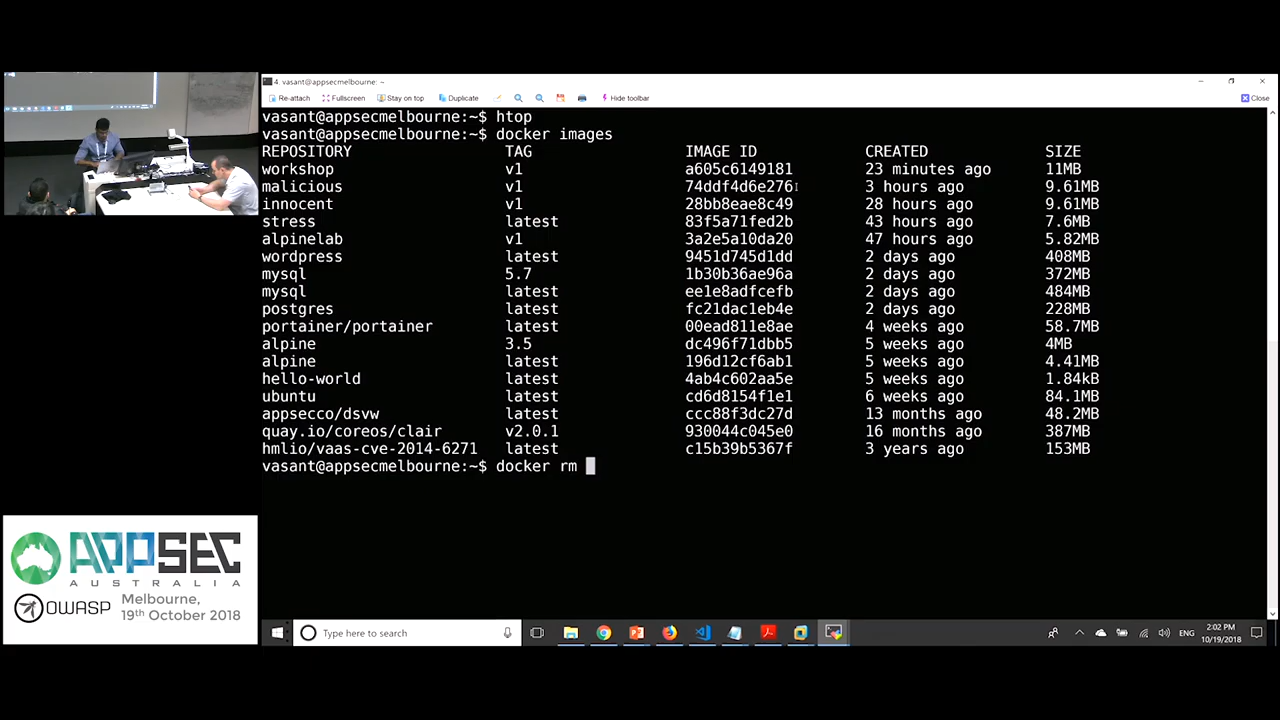 4. vasant@appsecmelbourne: ~
Re-attach Fullscreen Stay on top Duplicate Hide toolbar Close
vasant@appsecmelbourne:~$ htop
vasant@appsecmelbourne:~$ docker images
REPOSITORY TAG IMAGE ID CREATED SIZE
workshop v1 a605c6149181 23 minutes ago 11MB
malicious v1 74ddf4d6e276 3 hours ago 9.61MB
innocent v1 28bb8eae8c49 28 hours ago 9.61MB
stress latest 83f5a71fed2b 43 hours ago 7.6MB
alpinelab v1 3a2e5a10da20 47 hours ago 5.82MB
wordpress latest 9451d745d1dd 2 days ago 408MB
mysql 5.7 1b30b36ae96a 2 days ago 372MB
mysql latest ee1e8adfcefb 2 days ago 484MB
postgres latest fc21dac1eb4e 2 days ago 228MB
portainer/portainer latest 00ead811e8ae 4 weeks ago 58.7MB
alpine 3.5 dc496f71dbb5 5 weeks ago 4MB
alpine latest 196d12cf6ab1 5 weeks ago 4.41MB
hello-world latest 4ab4c602aa5e 5 weeks ago 1.84kB
ubuntu latest cd6d8154f1e1 6 weeks ago 84.1MB
appsecco/dsvw latest ccc88f3dc27d 13 months ago 48.2MB
quay.io/coreos/clair v2.0.1 930044c045e0 16 months ago 387MB
hmlio/vaas-cve-2014-6271 latest c15b39b5367f 3 years ago 153MB
vasant@appsecmelbourne:~$ docker rm
APPSEC
AUSTRALIA
OWASP
Melbourne,
19th October 2018
Type here to search
ENG
2:02 PM
10/19/2018